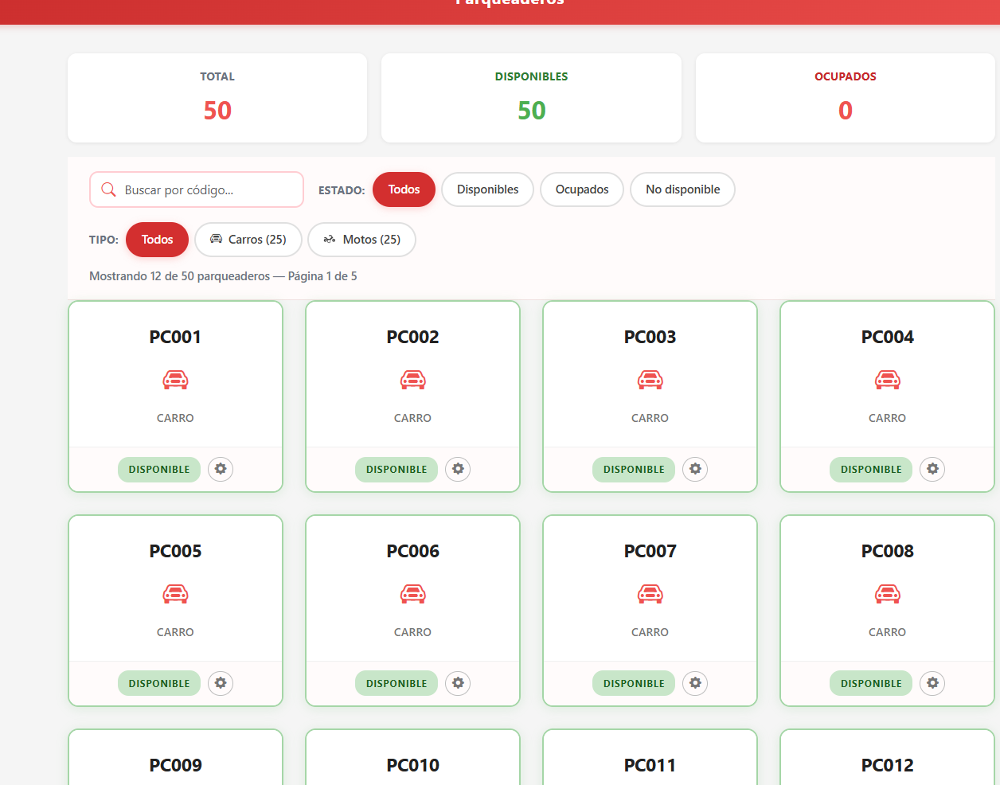 Parqueaderos
TOTAL
50
DISPONIBLES
50
OCUPADOS
0
Buscar por código...
ESTADO: Todos Disponibles Ocupados No disponible
TIPO: Todos Carros (25) Motos (25)
Mostrando 12 de 50 parqueaderos — Página 1 de 5
PC001
CARRO
DISPONIBLE
PC002
CARRO
DISPONIBLE
PC003
CARRO
DISPONIBLE
PC004
CARRO
DISPONIBLE
PC005
CARRO
DISPONIBLE
PC006
CARRO
DISPONIBLE
PC007
CARRO
DISPONIBLE
PC008
CARRO
DISPONIBLE
PC009
PC010
PC011
PC012